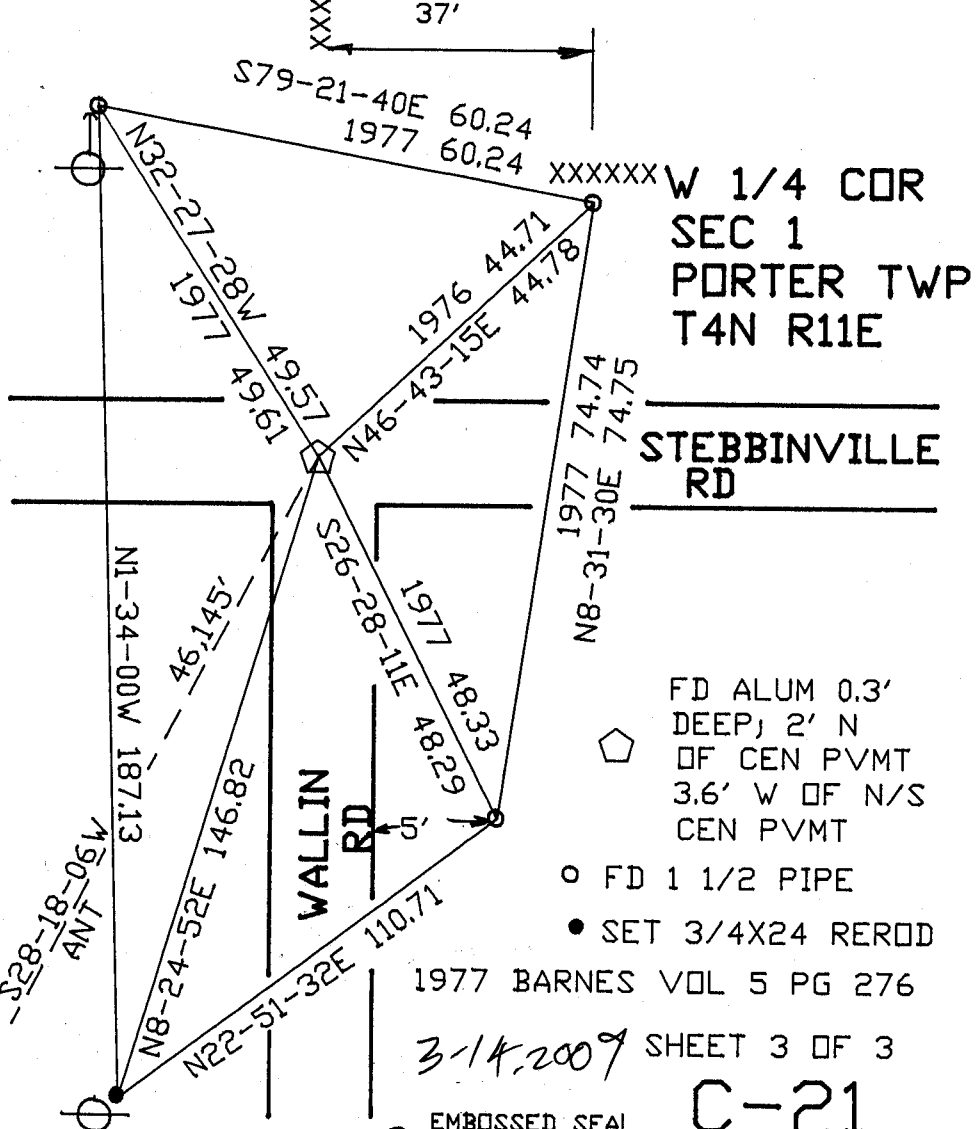 XXX
37'
S79-21-40E 60.24
1977 60.24
XXXXXX
W 1/4 COR
SEC 1
PORTER TWP
T4N R11E
N32-27-28W 49.57
1977 49.61
1976 44.71
N46-43-15E 44.78
1977 74.74
N8-31-30E 74.75
STEBBINVILLE
RD
N1-34-00W 187.13
46,145'
S28-18-06W
ANT
N8-24-52E 146.82
1977 48.33
S26-28-11E 48.29
WALLIN
RD
5'
N22-51-32E 110.71
FD ALUM 0.3'
DEEP; 2' N
OF CEN PVMT
3.6' W OF N/S
CEN PVMT
FD 1 1/2 PIPE
SET 3/4X24 REROD
1977 BARNES VOL 5 PG 276
3-14-2009 SHEET 3 OF 3
EMBOSSED SEAL
C-21